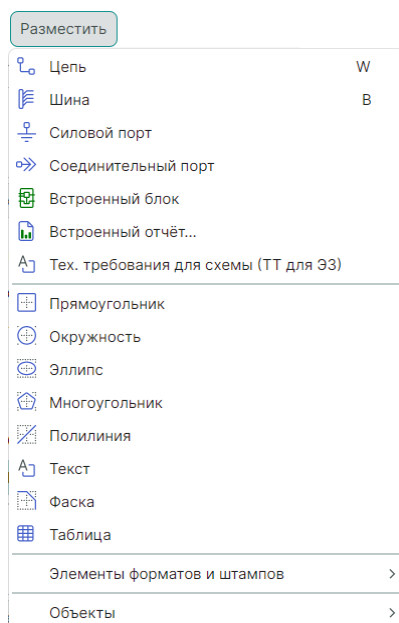 Разместить
Цепь W
Шина B
Силовой порт
Соединительный порт
Встроенный блок
Встроенный отчёт...
Тех. требования для схемы (ТТ для Э3)
Прямоугольник
Окружность
Эллипс
Многоугольник
Полилиния
Текст
Фаска
Таблица
Элементы форматов и штампов
Объекты